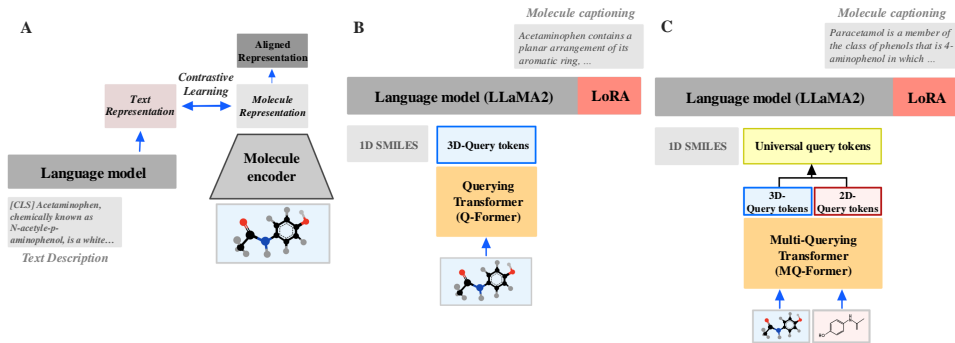 A
Aligned
Representation
Contrastive
Learning
Text
Representation
Molecule
Representation
Language model
Molecule
encoder
[CLS] Acetaminophen,
chemically known as
N-acetyle-p-
aminophenol, is a white…
Text Description
B
Molecule captioning
Acetaminophen contains a
planar arrangement of its
aromatic ring, …
Language model (LLaMA2)
LoRA
1D SMILES
3D-Query tokens
Querying
Transformer
(Q-Former)
C
Molecule captioning
Paracetamol is a member of
the class of phenols that is 4-
aminophenol in which …
Language model (LLaMA2)
LoRA
1D SMILES
Universal query tokens
3D-
Query tokens
2D-
Query tokens
Multi-Querying
Transformer
(MQ-Former)